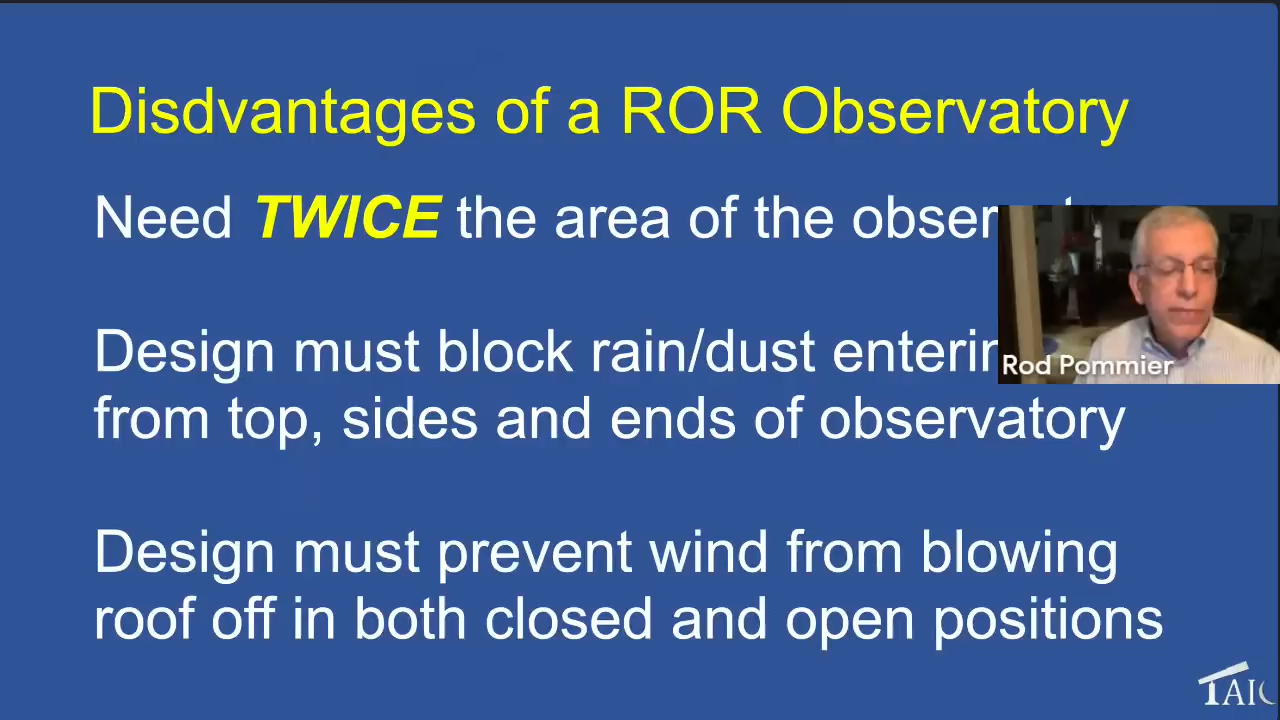 Disdvantages of a ROR Observatory
Need TWICE the area of the
Design must block rain/dust
from top, sides and ends of observatory
Design must prevent wind from blowing
roof off in both closed and open positions
Rod Pommier